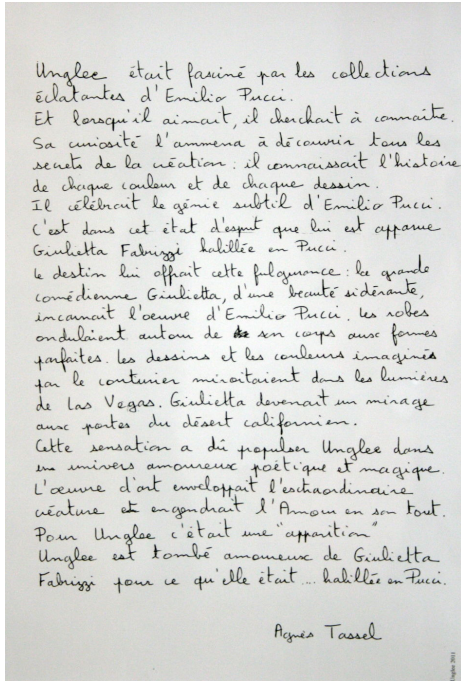 Unglee était fasciné par les collections
éclatantes d'Emilio Pucci.
Et lorsqu'il aimait, il cherchait à connaître.
Sa curiosité l'ammena à découvrir tous les
secrets de la création : il connaissait l'histoire
de chaque couleur et de chaque dessin.
Il célébrait le génie subtil d'Emilio Pucci.
C'est dans cet état d'esprit que lui est apparue
Giulietta Fabrizzi habillée en Pucci.
Le destin lui offrait cette fulgurance : la grande
comédienne Giulietta, d'une beauté sidérante,
incarnait l'oeuvre d'Emilio Pucci. Les robes
ondulaient autour de son corps aux formes
parfaites. Les dessins et les couleurs imaginés
par le couturier miroitaient dans les lumières
de Las Vegas. Giulietta devenait un mirage
aux portes du désert californien.
Cette sensation a dû propulser Unglee dans
un univers amoureux poétique et magique.
L'œuvre d'art enveloppait l'extraordinaire
créature et engendrait l'Amour en son tout.
Pour Unglee c'était une "apparition"
Unglee est tombé amoureux de Giulietta
Fabrizzi pour ce qu'elle était ... habillée en Pucci.
Agnès Tassel
Unglee 2011